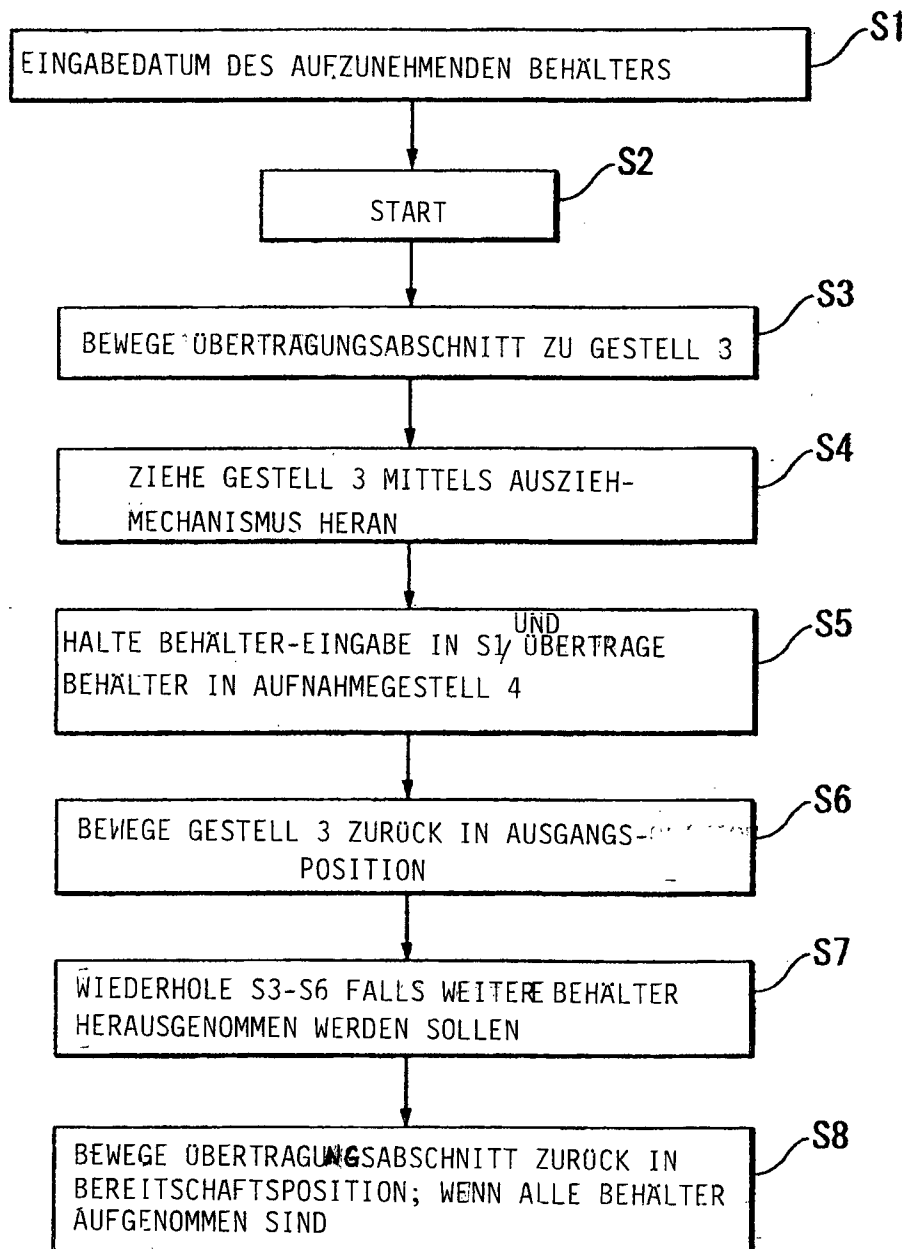 S1
EINGABEDATUM DES AUFZUNEHMENDEN BEHÄLTERS
S2
START
S3
BEWEGE ÜBERTRAGUNGSABSCHNITT ZU GESTELL 3
S4
ZIEHE GESTELL 3 MITTELS AUSZIEH-
MECHANISMUS HERAN
S5
UND
HALTE BEHÄLTER-EINGABE IN S1/ ÜBERTRAGE
BEHÄLTER IN AUFNAHMEGESTELL 4
S6
BEWEGE GESTELL 3 ZURÜCK IN AUSGANGS-
POSITION
S7
WIEDERHOLE S3-S6 FALLS WEITERE BEHÄLTER
HERAUSGENOMMEN WERDEN SOLLEN
S8
BEWEGE ÜBERTRAGUNGSABSCHNITT ZURÜCK IN
BEREITSCHAFTSPOSITION; WENN ALLE BEHÄLTER
AUFGENOMMEN SIND